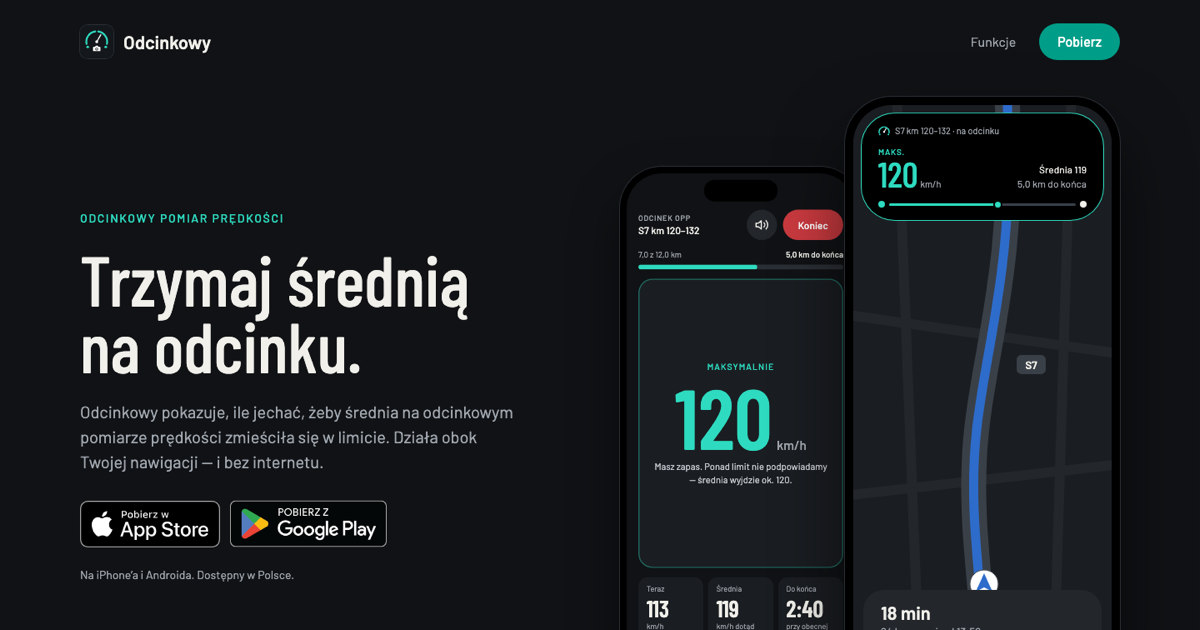 Odcinkowy
Funkcje
Pobierz
ODCINKOWY POMIAR PRĘDKOŚCI
Trzymaj średnią
na odcinku.
Odcinkowy pokazuje, ile jechać, żeby średnia na odcinkowym
pomiarze prędkości zmieściła się w limicie. Działa obok
Twojej nawigacji — i bez internetu.
Pobierz w
App Store
POBIERZ Z
Google Play
Na iPhone'a i Androida. Dostępny w Polsce.
ODCINEK OPP
S7 km 120–132
Koniec
7,0 z 12,0 km
5,0 km do końca
MAKSYMALNIE
120 km/h
Masz zapas. Ponad limit nie podpowiadamy
— średnia wyjdzie ok. 120.
Teraz
113
km/h
Średnia
119
km/h dotąd
Do końca
2:40
przy obecnej
S7 km 120–132 · na odcinku
MAKS.
120 km/h
Średnia 119
5,0 km do końca
S7
18 min